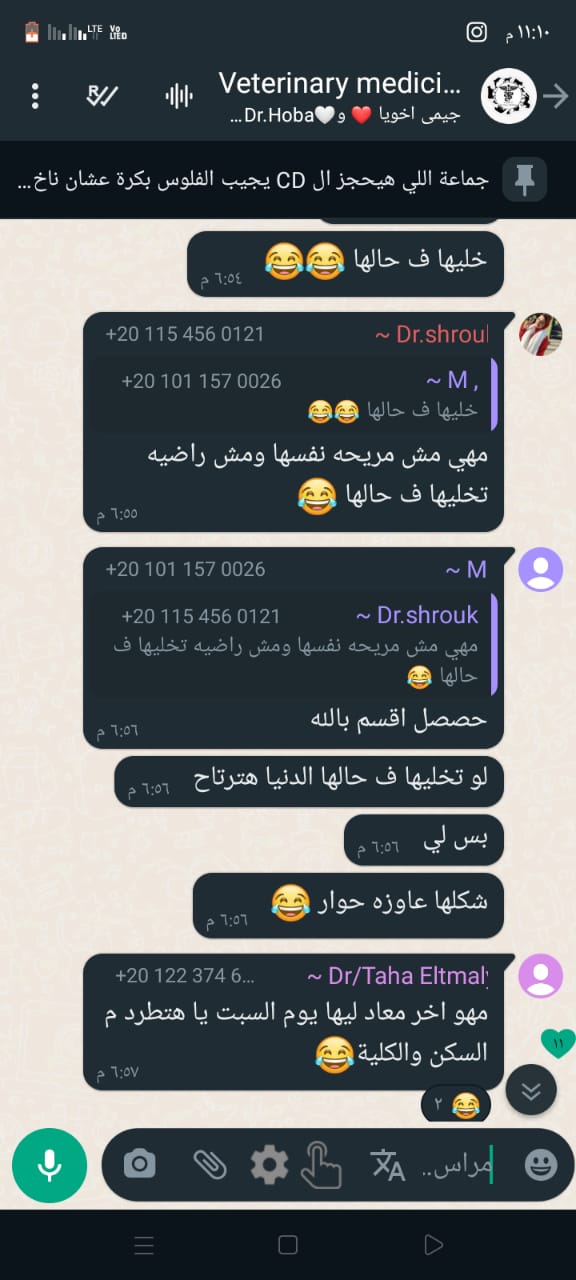 ١١:١٠ م
LTE
Vo LTED
Veterinary medici...
جيمى اخويا ❤️ و🤍Dr.Hoba...
جماعة اللي هيحجز ال CD يجيب الفلوس بكرة عشان ناخ...
خليها ف حالها 😂😂
٦:٥٤ م
~ Dr.shrouk +20 115 456 0121
~ M , +20 101 157 0026
خليها ف حالها 😂😂
مهي مش مريحه نفسها ومش راضيه
تخليها ف حالها 😂
٦:٥٥ م
~ M +20 101 157 0026
~ Dr.shrouk +20 115 456 0121
مهي مش مريحه نفسها ومش راضيه تخليها ف
حالها 😂
حصصل اقسم بالله
٦:٥٦ م
لو تخليها ف حالها الدنيا هترتاح
٦:٥٦ م
بس لي
٦:٥٦ م
شكلها عاوزه حوار 😂
٦:٥٦ م
~ Dr/Taha Eltmaly +20 122 374 6...
مهو اخر معاد ليها يوم السبت يا هتطرد م
السكن والكلية😂
٦:٥٧ م
😂 ٢
١١
مراس..